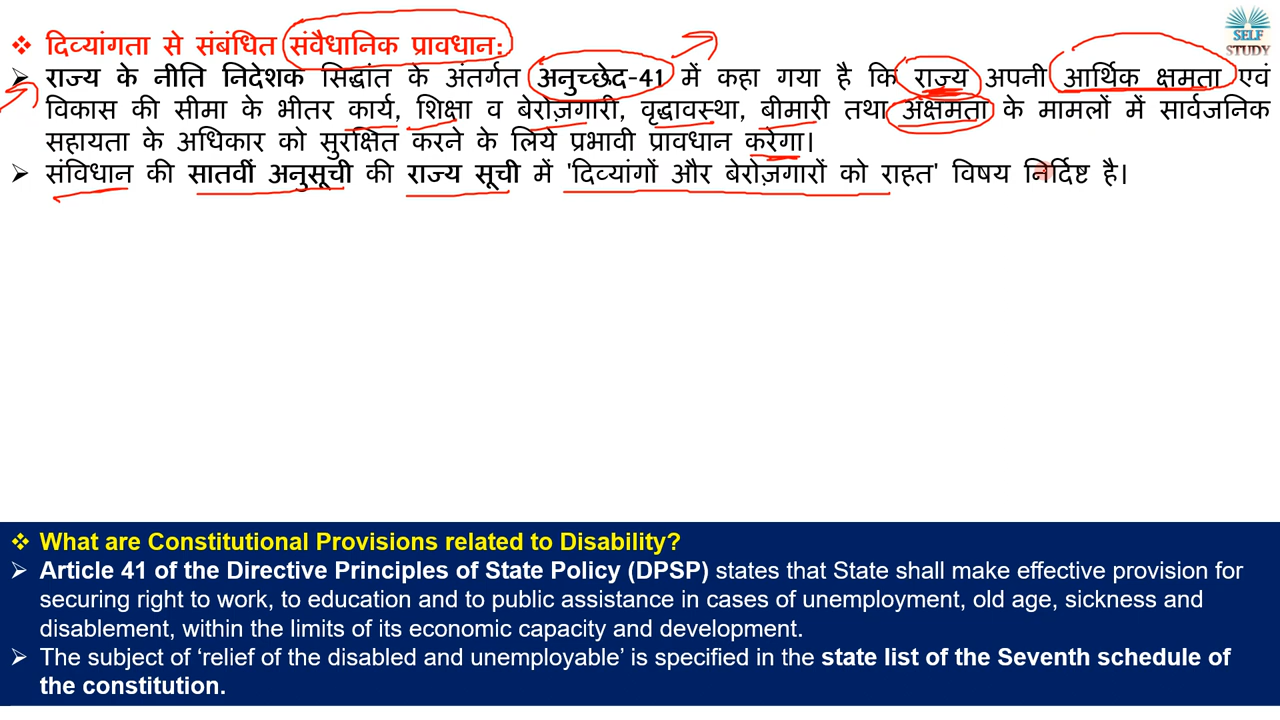 SELF
STUDY
❖ दिव्यांगता से संबंधित संवैधानिक प्रावधान:
➤ राज्य के नीति निदेशक सिद्धांत के अंतर्गत अनुच्छेद-41 में कहा गया है कि राज्य अपनी आर्थिक क्षमता एवं
विकास की सीमा के भीतर कार्य, शिक्षा व बेरोज़गारी, वृद्धावस्था, बीमारी तथा अक्षमता के मामलों में सार्वजनिक
सहायता के अधिकार को सुरक्षित करने के लिये प्रभावी प्रावधान करेगा।
➤ संविधान की सातवीं अनुसूची की राज्य सूची में 'दिव्यांगों और बेरोज़गारों को राहत' विषय निर्दिष्ट है।
❖ What are Constitutional Provisions related to Disability?
➤ Article 41 of the Directive Principles of State Policy (DPSP) states that State shall make effective provision for
securing right to work, to education and to public assistance in cases of unemployment, old age, sickness and
disablement, within the limits of its economic capacity and development.
➤ The subject of ‘relief of the disabled and unemployable’ is specified in the state list of the Seventh schedule of
the constitution.